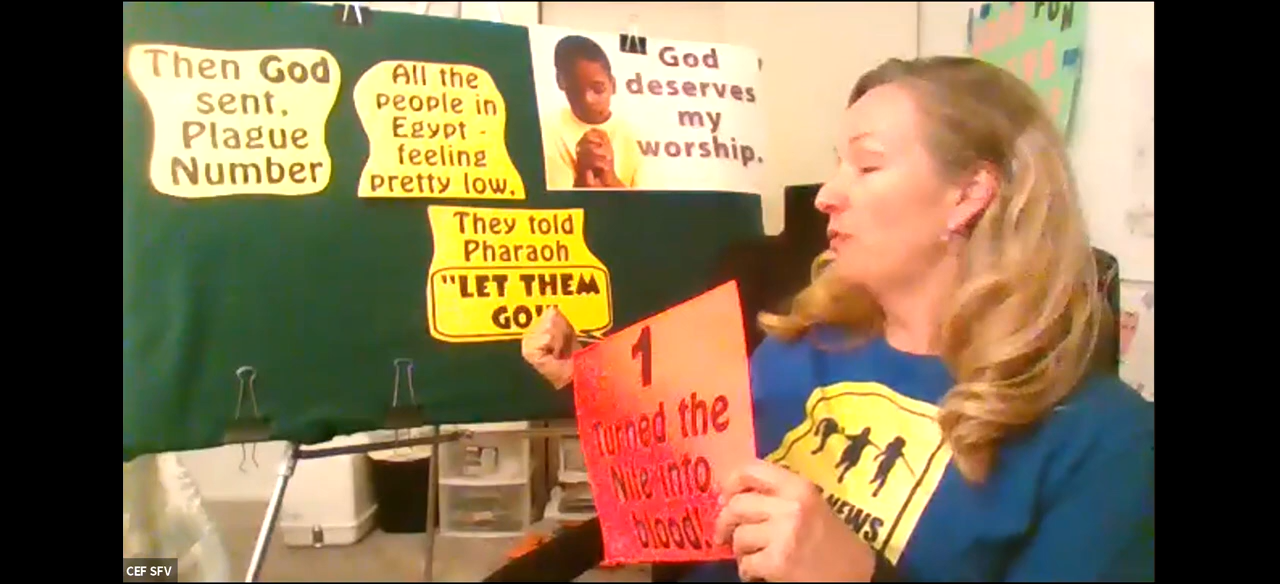 Then God
sent,
Plague
Number
All the
people in
Egypt -
feeling
pretty low.
God
deserves
my
worship.
They told
Pharaoh
"LET THEM
GO!"
1
Turned the
Nile into
blood!
NEWS
FUN
CEF SFV